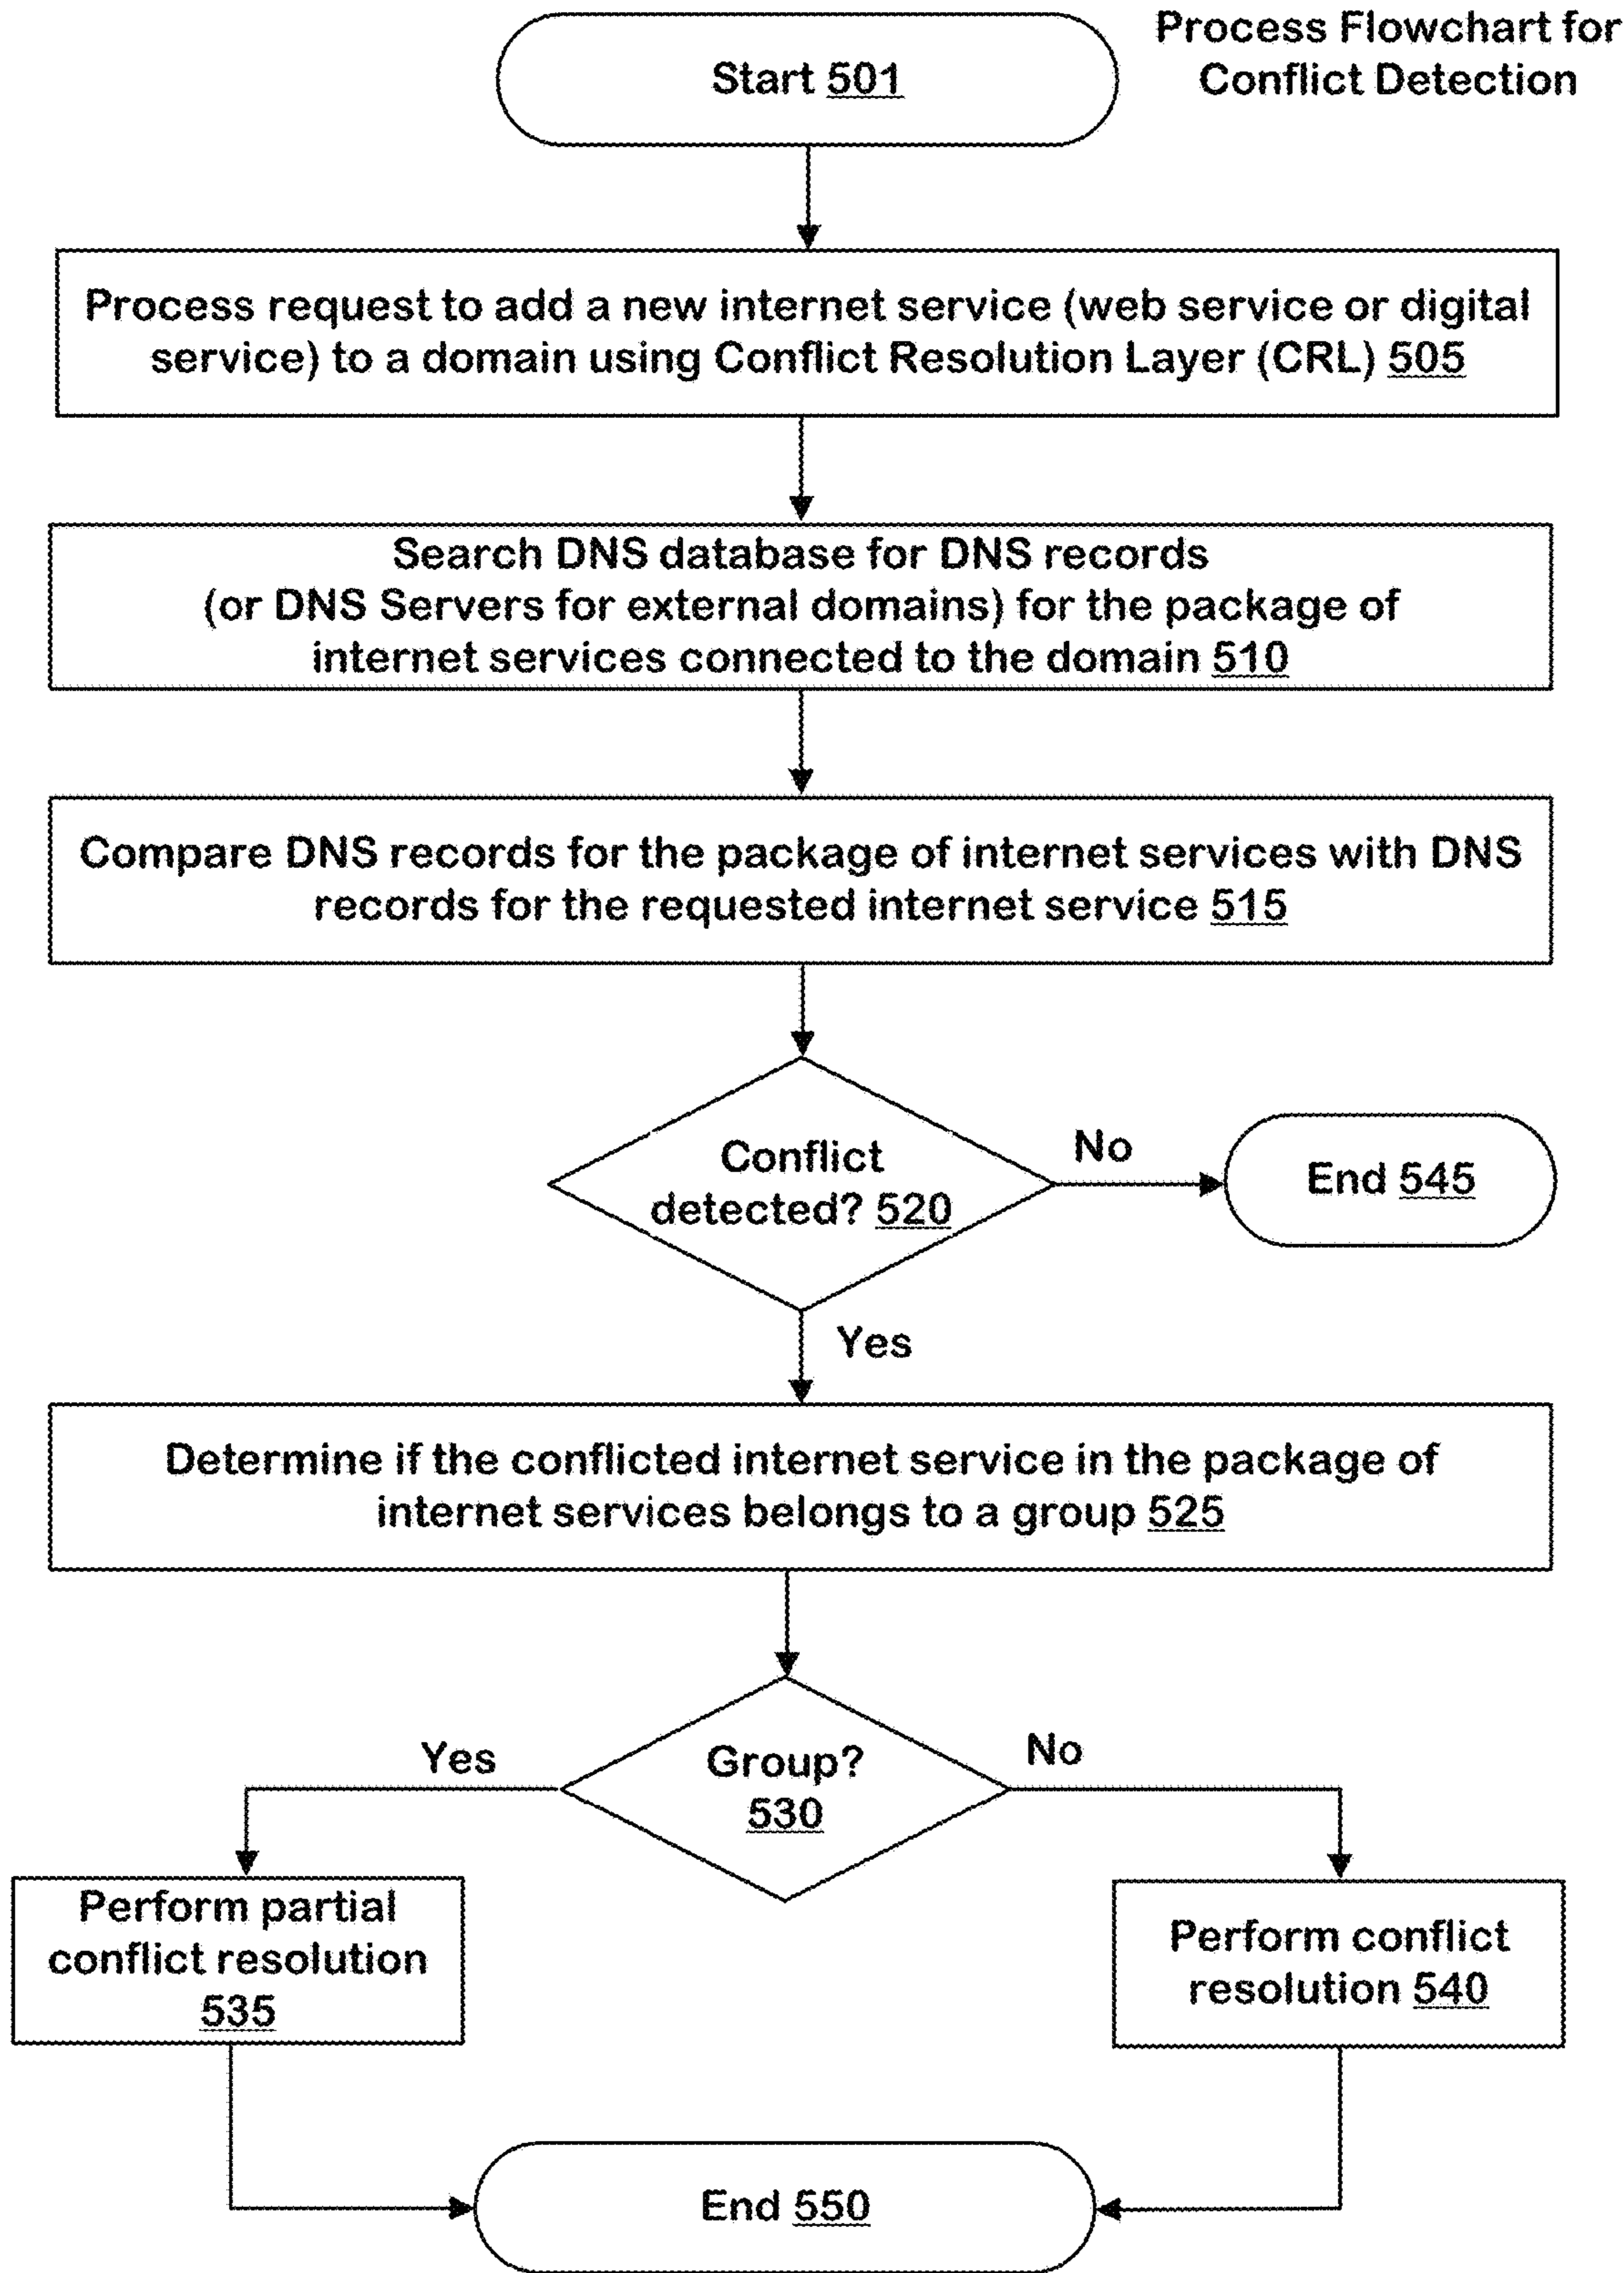 Process Flowchart for
Conflict Detection
Start 501
Process request to add a new internet service (web service or digital
service) to a domain using Conflict Resolution Layer (CRL) 505
Search DNS database for DNS records
(or DNS Servers for external domains) for the package of
internet services connected to the domain 510
Compare DNS records for the package of internet services with DNS
records for the requested internet service 515
Conflict
detected? 520
No
End 545
Yes
Determine if the conflicted internet service in the package of
internet services belongs to a group 525
Group?
530
Yes
No
Perform partial
conflict resolution
535
Perform conflict
resolution 540
End 550